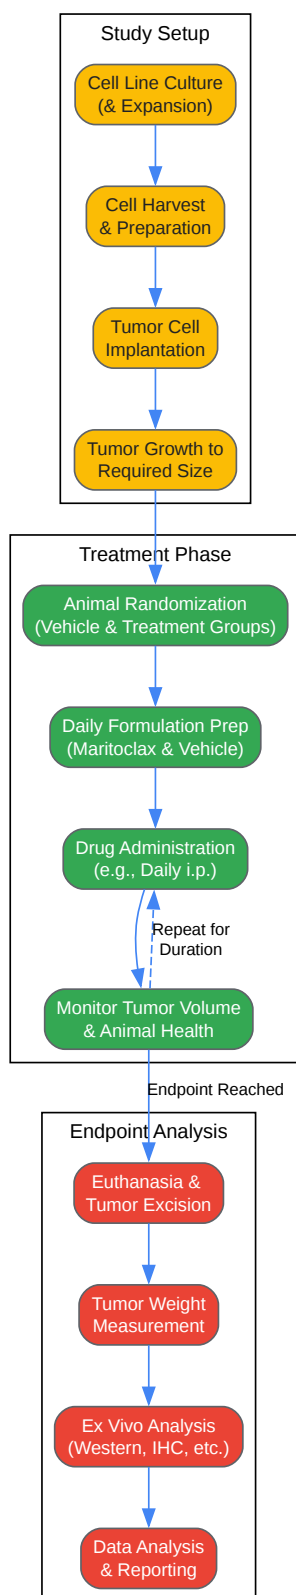 Study Setup
Cell Line Culture
(& Expansion)
Cell Harvest
& Preparation
Tumor Cell
Implantation
Tumor Growth to
Required Size
Treatment Phase
Animal Randomization
(Vehicle & Treatment Groups)
Daily Formulation Prep
(Maritoclax & Vehicle)
Drug Administration
(e.g., Daily i.p.)
Repeat for
Duration
Monitor Tumor Volume
& Animal Health
Endpoint Reached
Endpoint Analysis
Euthanasia &
Tumor Excision
Tumor Weight
Measurement
Ex Vivo Analysis
(Western, IHC, etc.)
Data Analysis
& Reporting